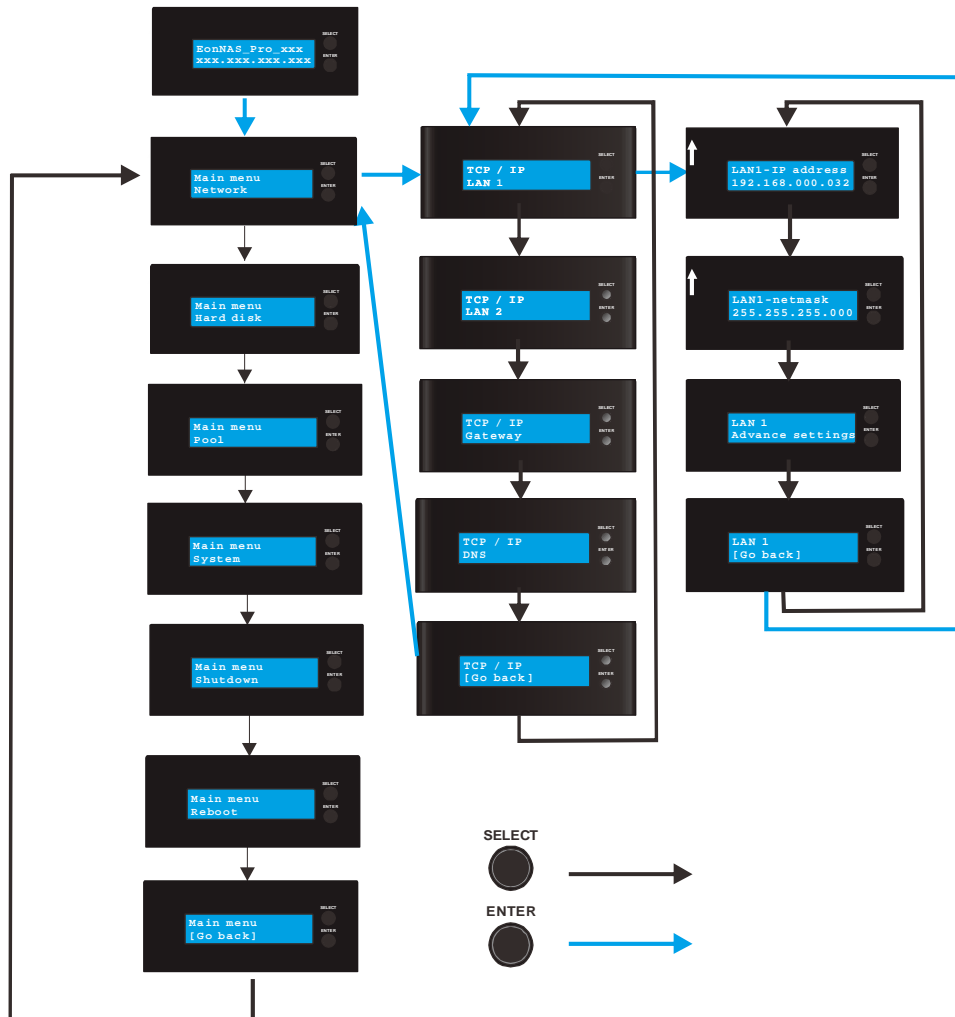 EonNAS_Pro_xxx
xxx.xxx.xxx.xxx
SELECT
ENTER
Main menu
Network
SELECT
ENTER
Main menu
Hard disk
SELECT
ENTER
Main menu
Pool
SELECT
ENTER
Main menu
System
SELECT
ENTER
Main menu
Shutdown
SELECT
ENTER
Main menu
Reboot
SELECT
ENTER
Main menu
[Go back]
SELECT
ENTER
TCP / IP
LAN 1
SELECT
ENTER
TCP / IP
LAN 2
SELECT
ENTER
TCP / IP
Gateway
SELECT
ENTER
TCP / IP
DNS
SELECT
ENTER
TCP / IP
[Go back]
SELECT
ENTER
LAN1-IP address
192.168.000.032
SELECT
ENTER
LAN1-netmask
255.255.255.000
SELECT
ENTER
LAN 1
Advance settings
SELECT
ENTER
LAN 1
[Go back]
SELECT
ENTER
SELECT
ENTER